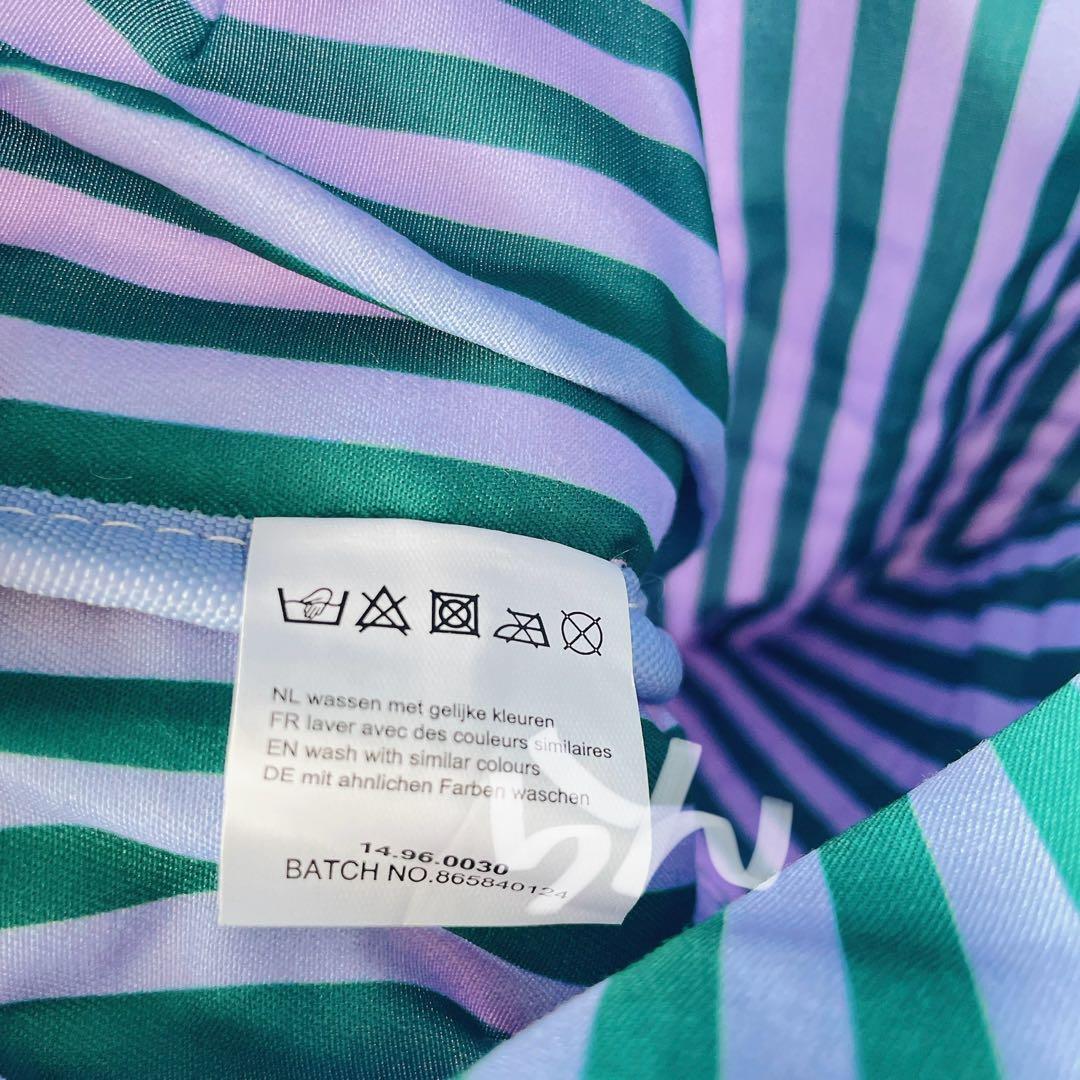 NL wassen met gelijke kleuren
FR laver avec des couleurs similaires
EN wash with similar colours
DE mit ahnlichen Farben waschen
14.96.0030
BATCH NO.865840124